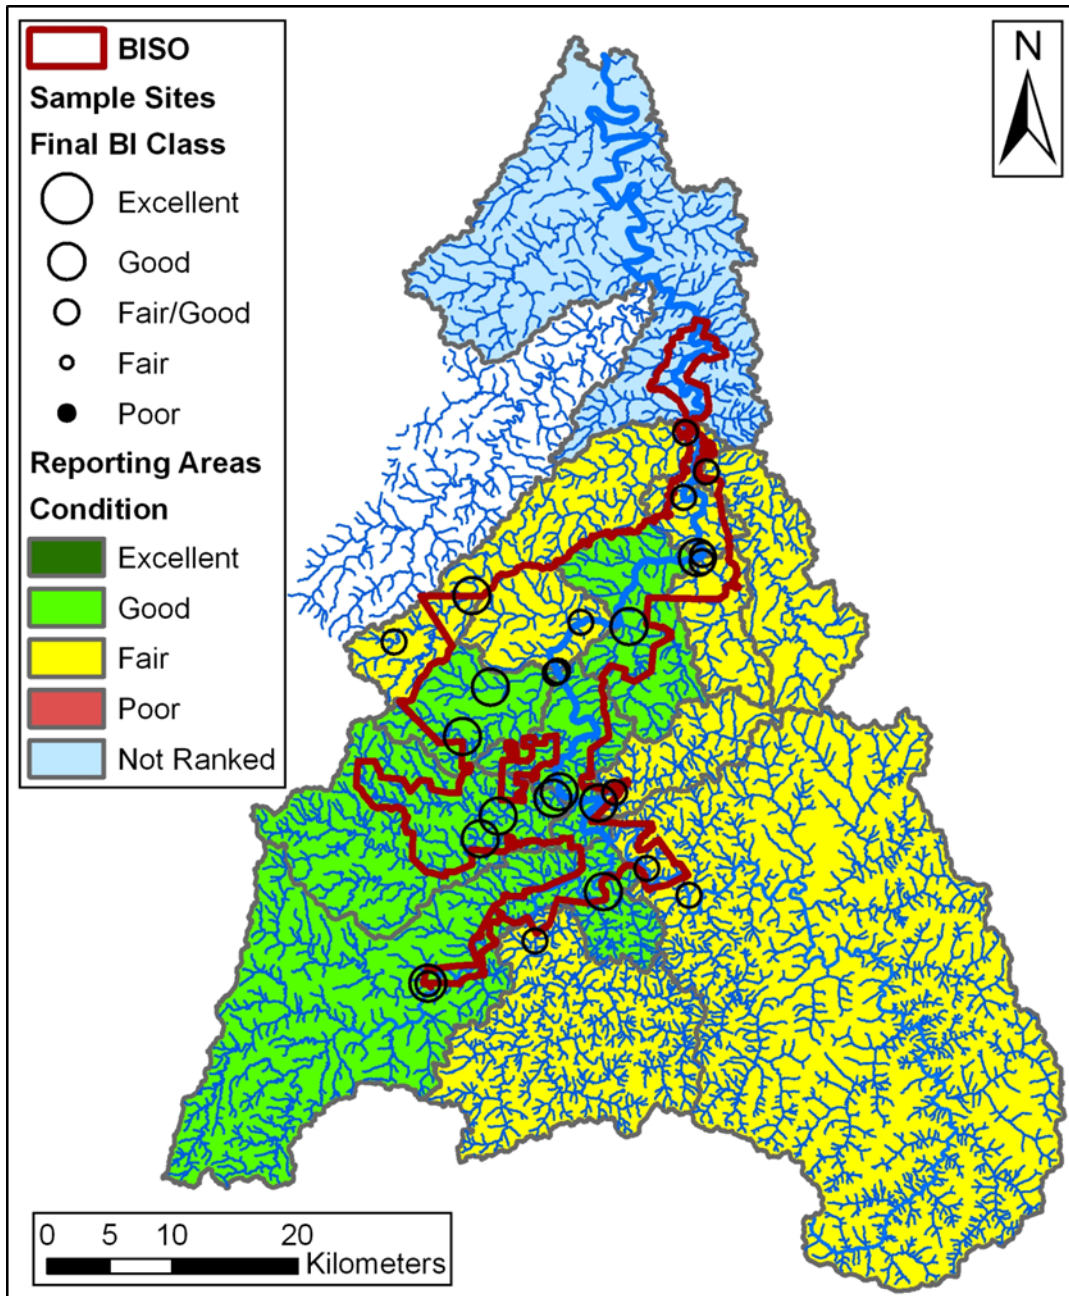 BISO
Sample Sites
Final BI Class
Excellent
Good
Fair/Good
Fair
Poor
Reporting Areas
Condition
Excellent
Good
Fair
Poor
Not Ranked
N
0 5 10 20
Kilometers